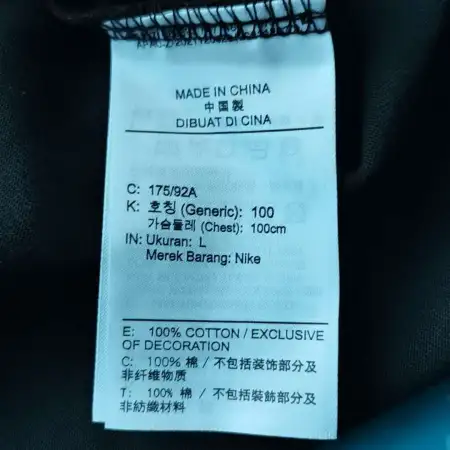 MADE IN CHINA
中国製
DIBUAT DI CINA
C: 175/92A
K: 호칭 (Generic): 100
가슴둘레 (Chest): 100cm
IN: Ukuran: L
Merek Barang: Nike
E: 100% COTTON / EXCLUSIVE
OF DECORATION
C: 100% 棉 / 不包括装饰部分及
非纤维物质
T: 100% 棉 / 不包括裝飾部分及
非紡織材料